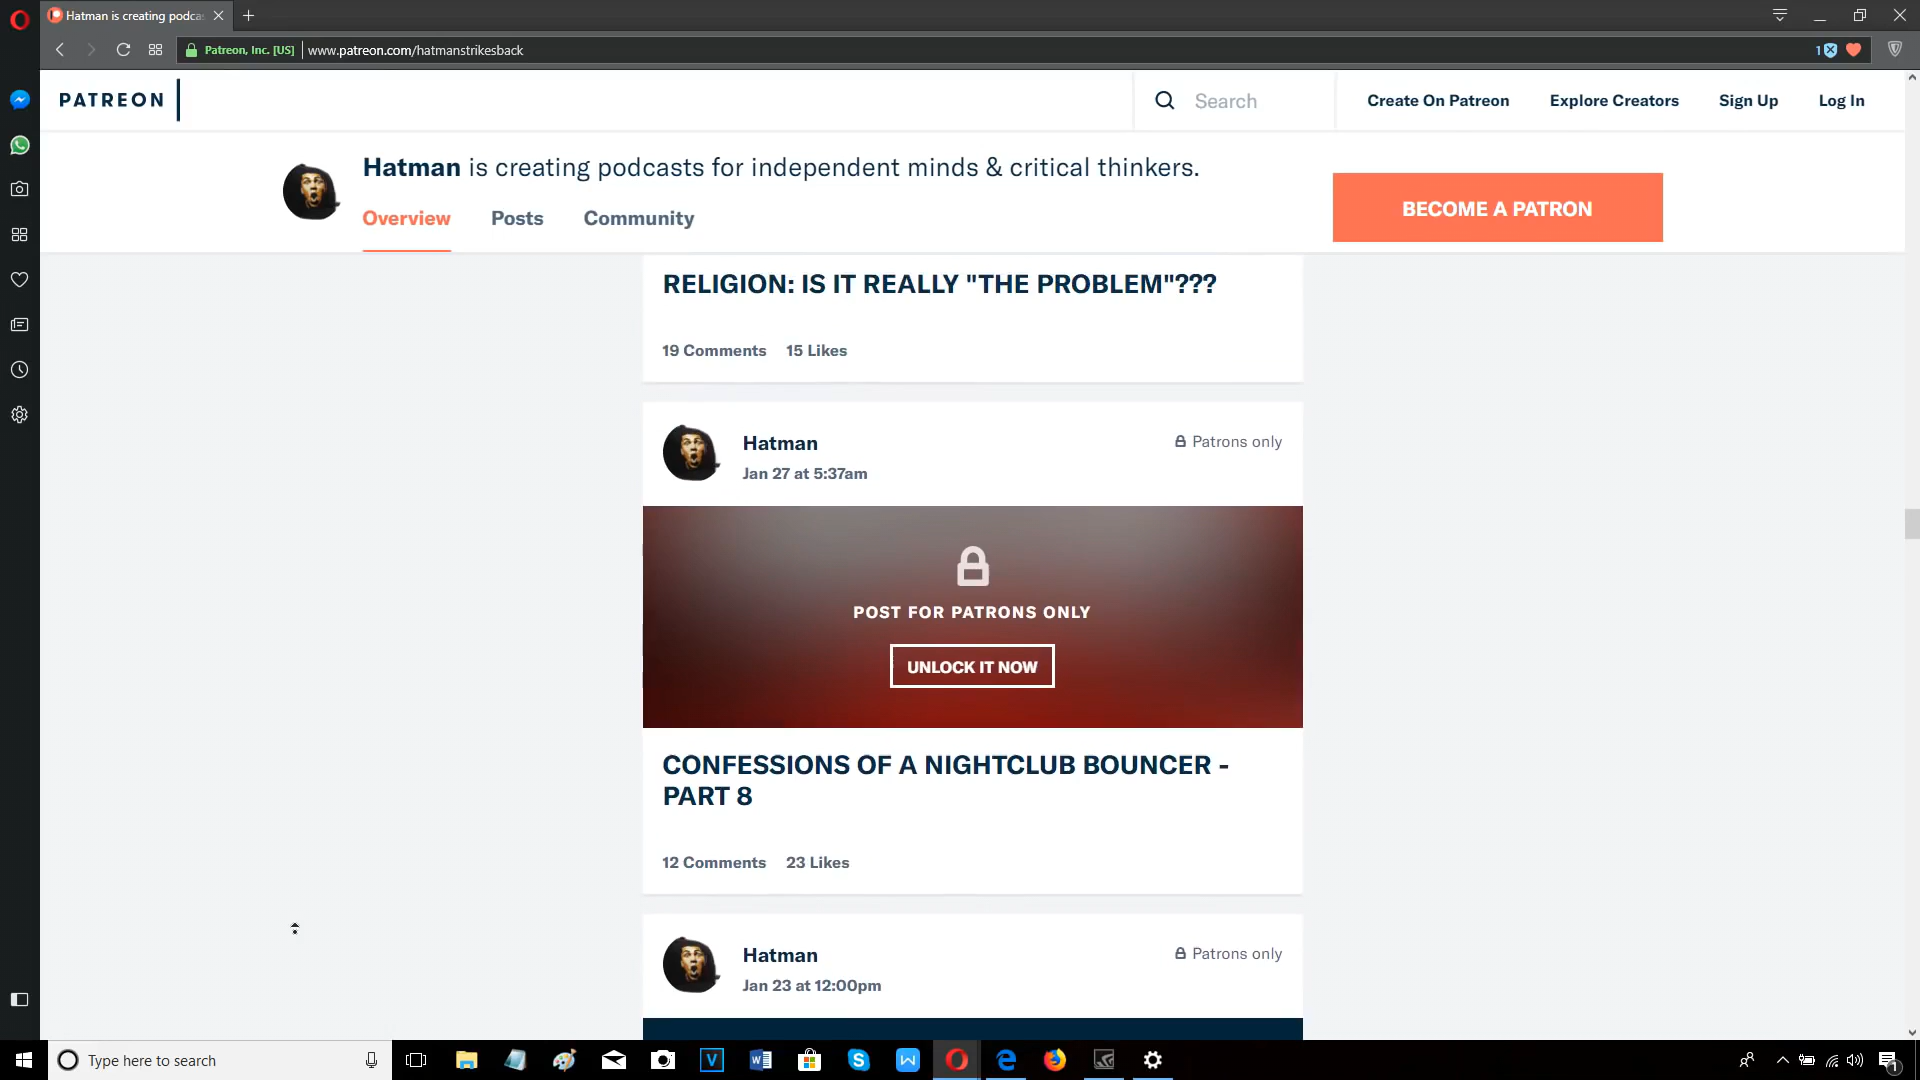 Hatman is creating podca
Patreon, Inc. [US] www.patreon.com/hatmanstrikesback
1
PATREON
Search
Create On Patreon
Explore Creators
Sign Up
Log In
Hatman is creating podcasts for independent minds & critical thinkers.
BECOME A PATRON
Overview
Posts
Community
RELIGION: IS IT REALLY "THE PROBLEM"???
19 Comments
15 Likes
Hatman
Patrons only
Jan 27 at 5:37am
POST FOR PATRONS ONLY
UNLOCK IT NOW
CONFESSIONS OF A NIGHTCLUB BOUNCER -
PART 8
12 Comments
23 Likes
Hatman
Patrons only
Jan 23 at 12:00pm
Type here to search
V
W
S
W
1